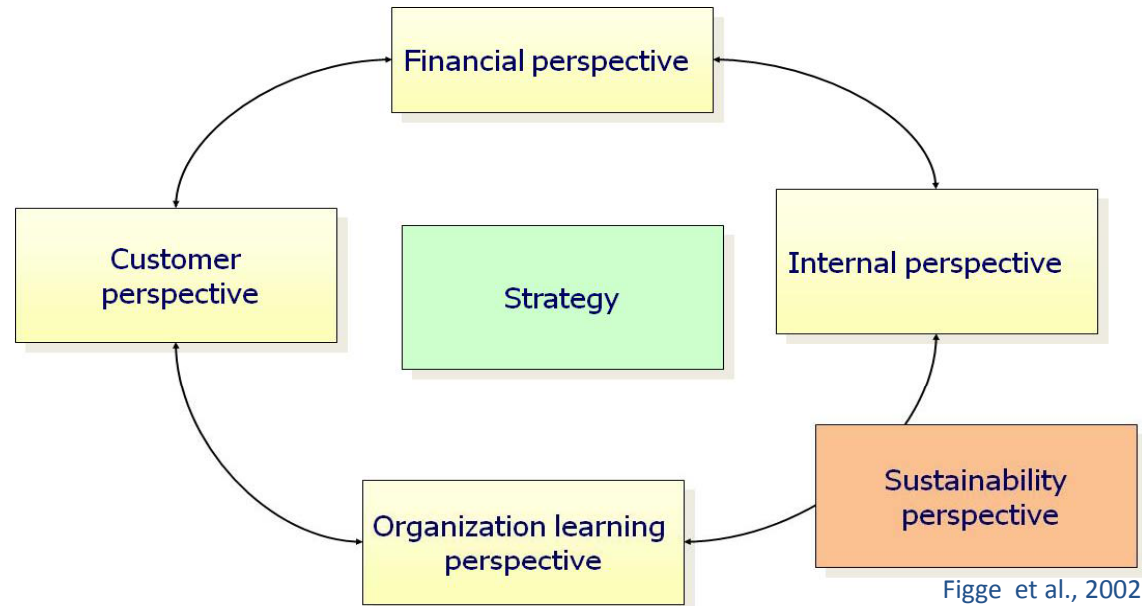 Financial perspective
Customer
perspective
Strategy
Internal perspective
Sustainability
perspective
Organization learning
perspective
Figge et al., 2002